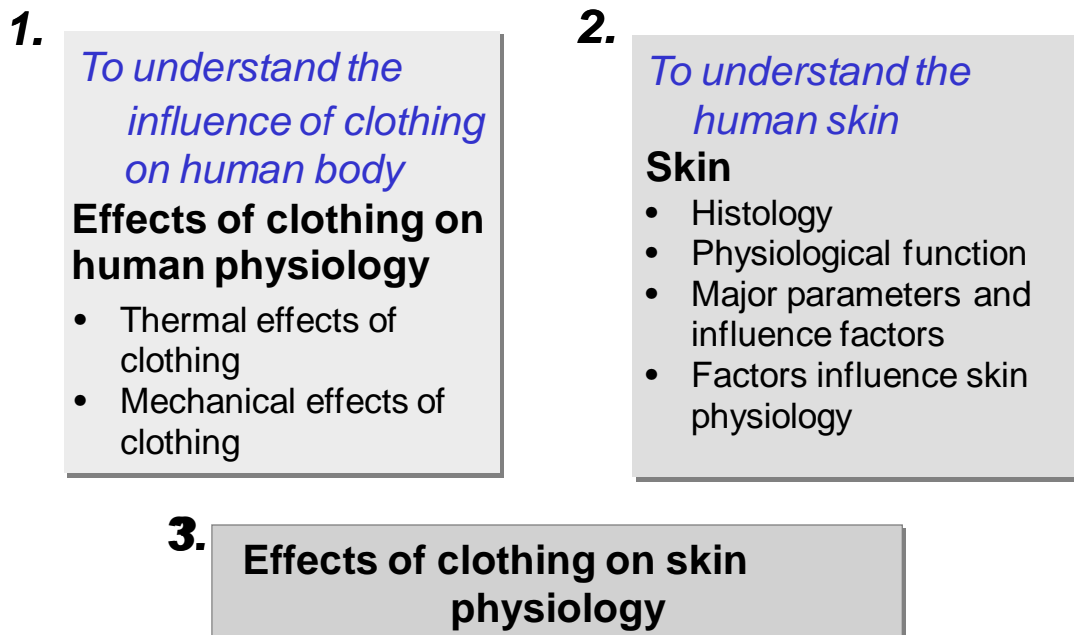 1.
To understand the
influence of clothing
on human body
Effects of clothing on
human physiology
• Thermal effects of
clothing
• Mechanical effects of
clothing
2.
To understand the
human skin
Skin
• Histology
• Physiological function
• Major parameters and
influence factors
• Factors influence skin
physiology
3.
Effects of clothing on skin
physiology